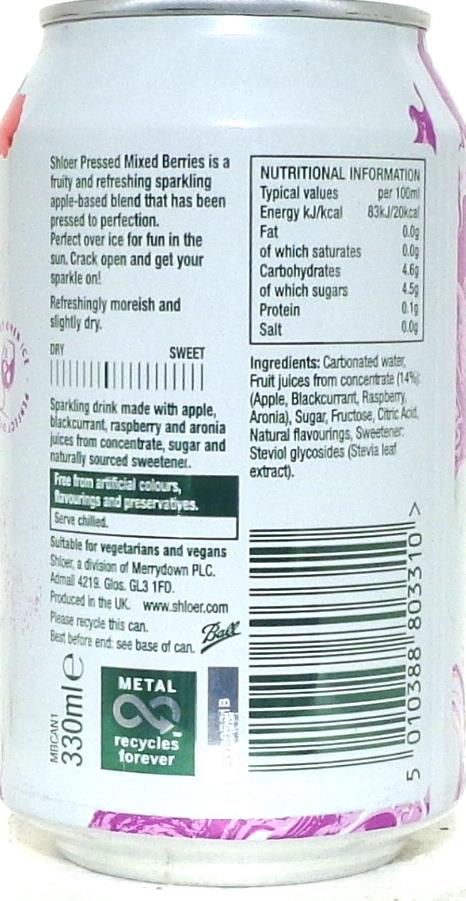 Shloer Pressed Mixed Berries is a
fruity and refreshing sparkling
apple-based blend that has been
pressed to perfection.
Perfect over ice for fun in the
sun. Crack open and get your
sparkle on!
Refreshingly moreish and
slightly dry.
DRY SWEET
Sparkling drink made with apple,
blackcurrant, raspberry and aronia
juices from concentrate, sugar and
naturally sourced sweetener.
Free from artificial colours,
flavourings and preservatives.
Serve chilled.
Suitable for vegetarians and vegans
Shloer, a division of Merrydown PLC.
Admail 4219. Glos. GL3 1FD.
Produced in the UK. www.shloer.com
Please recycle this can.
Best before end: see base of can.
Ball
MBCAN1
330ml e
METAL
recycles
forever
NUTRITIONAL INFORMATION
Typical values per 100ml
Energy kJ/kcal 83kJ/20kcal
Fat 0.0g
of which saturates 0.0g
Carbohydrates 4.6g
of which sugars 4.5g
Protein 0.1g
Salt 0.0g
Ingredients: Carbonated water,
Fruit juices from concentrate (14%):
(Apple, Blackcurrant, Raspberry,
Aronia), Sugar, Fructose, Citric Acid,
Natural flavourings, Sweetener:
Steviol glycosides (Stevia leaf
extract).
5 010388 803310 >